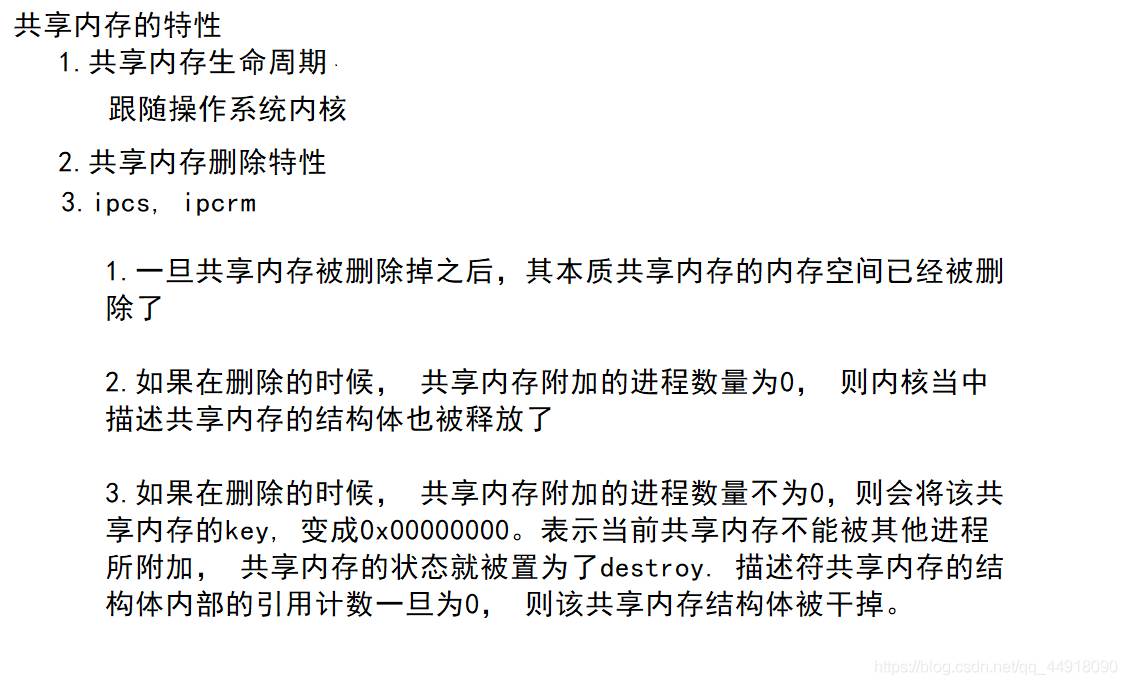 共享内存的特性
1.共享内存生命周期
跟随操作系统内核
2.共享内存删除特性
3.ipcs, ipcrm
1.一旦共享内存被删除掉之后，其本质共享内存的内存空间已经被删
除了
2.如果在删除的时候， 共享内存附加的进程数量为0， 则内核当中
描述共享内存的结构体也被释放了
3.如果在删除的时候， 共享内存附加的进程数量不为0，则会将该共
享内存的key, 变成0x00000000。表示当前共享内存不能被其他进程
所附加， 共享内存的状态就被置为了destroy. 描述符共享内存的结
构体内部的引用计数一旦为0， 则该共享内存结构体被干掉。
https://blog.csdn.net/qq_44918090